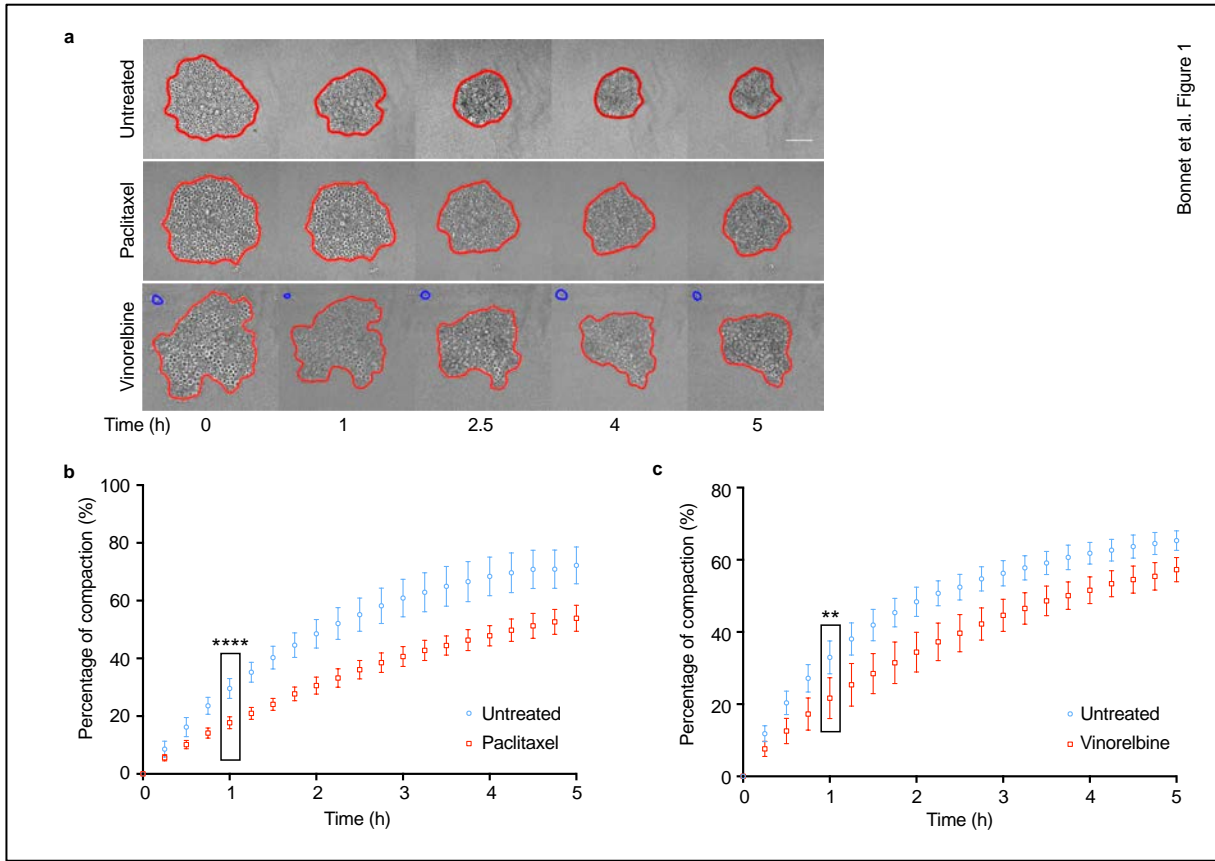 Bonnet et al. Figure 1
a
Untreated
Paclitaxel
Vinorelbine
Time (h) 0 1 2.5 4 5
b
Percentage of compaction (%)
100
80
60
40
20
0
****
Untreated
Paclitaxel
0 1 2 3 4 5
Time (h)
c
Percentage of compaction (%)
80
60
40
20
0
**
Untreated
Vinorelbine
0 1 2 3 4 5
Time (h)